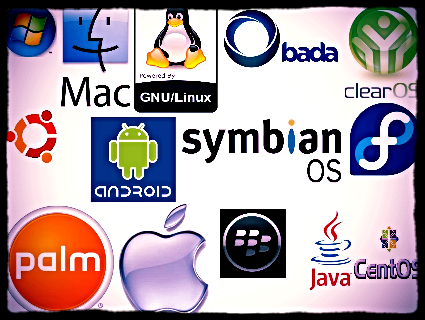 Mac
Powered By
GNU/Linux
bada
clearOS
symbian
OS
ANDROID
palm
Java
CentOS